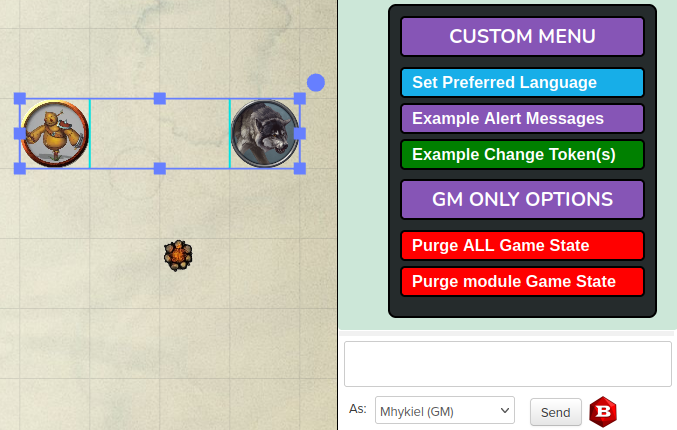 CUSTOM MENU
Set Preferred Language
Example Alert Messages
Example Change Token(s)
GM ONLY OPTIONS
Purge ALL Game State
Purge module Game State
As:
Mhykiel (GM)
Send
B